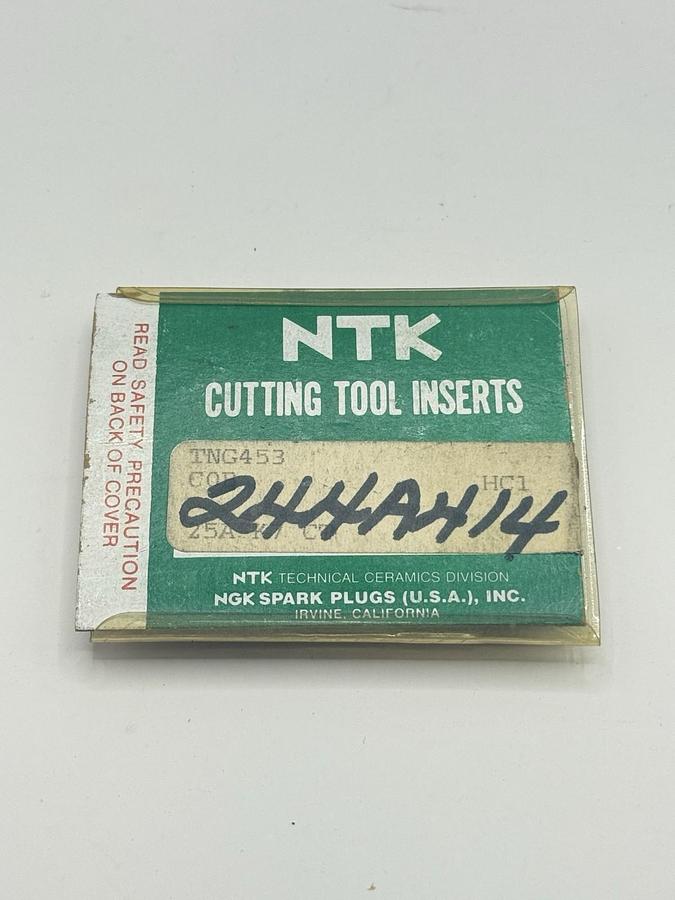 READ SAFETY PRECAUTION
ON BACK OF COVER
NTK
CUTTING TOOL INSERTS
TNG453
HC1
244A414
NTK TECHNICAL CERAMICS DIVISION
NGK SPARK PLUGS (U.S.A.), INC.
IRVINE, CALIFORNIA